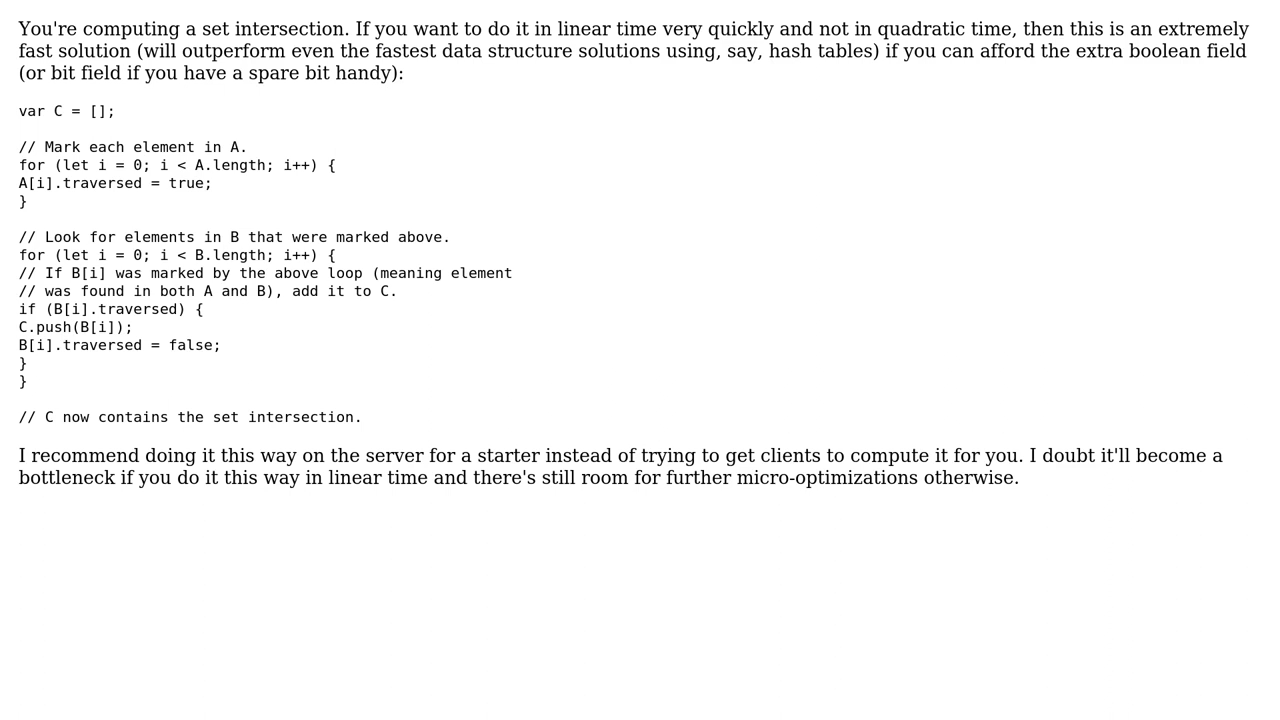 You're computing a set intersection. If you want to do it in linear time very quickly and not in quadratic time, then this is an extremely
fast solution (will outperform even the fastest data structure solutions using, say, hash tables) if you can afford the extra boolean field
(or bit field if you have a spare bit handy):
var C = [];
// Mark each element in A.
for (let i = 0; i < A.length; i++) {
A[i].traversed = true;
}
// Look for elements in B that were marked above.
for (let i = 0; i < B.length; i++) {
// If B[i] was marked by the above loop (meaning element
// was found in both A and B), add it to C.
if (B[i].traversed) {
C.push(B[i]);
B[i].traversed = false;
}
}
// C now contains the set intersection.
I recommend doing it this way on the server for a starter instead of trying to get clients to compute it for you. I doubt it'll become a
bottleneck if you do it this way in linear time and there's still room for further micro-optimizations otherwise.